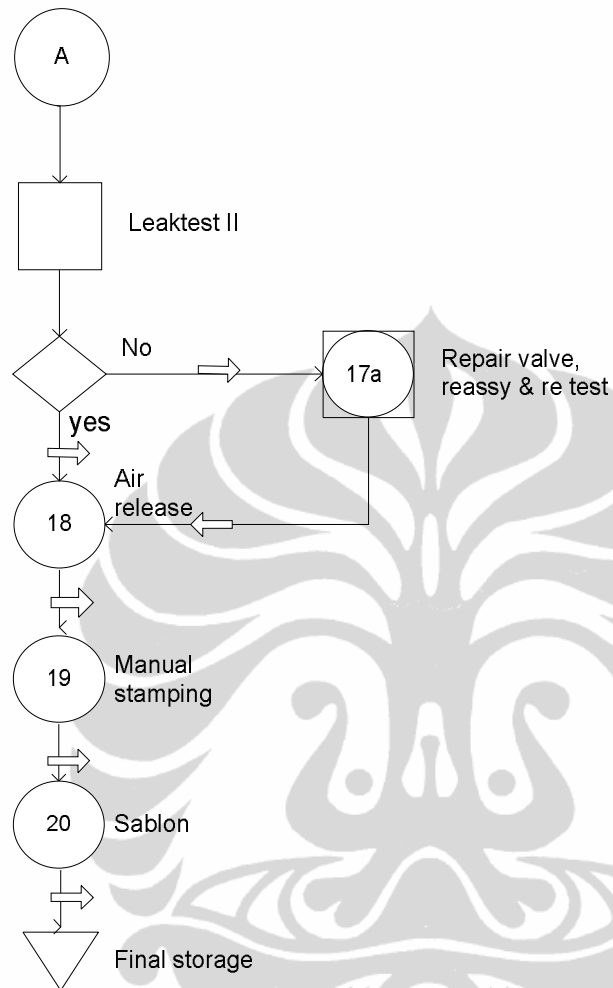 A
Leaktest II
No
17a
Repair valve,
reassy & re test
yes
Air
release
18
19
Manual
stamping
20
Sablon
Final storage